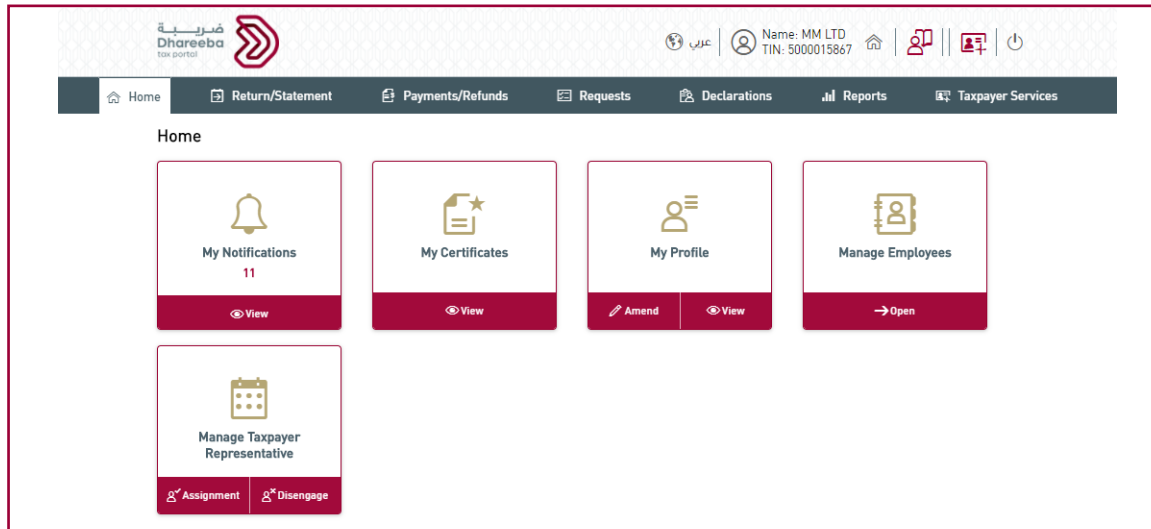 ضريبة
Dhareeba
tax portal
عربي
Name: MM LTD
TIN: 5000015867
Home
Return/Statement
Payments/Refunds
Requests
Declarations
Reports
Taxpayer Services
Home
My Notifications
11
View
My Certificates
View
My Profile
Amend
View
Manage Employees
Open
Manage Taxpayer
Representative
Assignment
Disengage